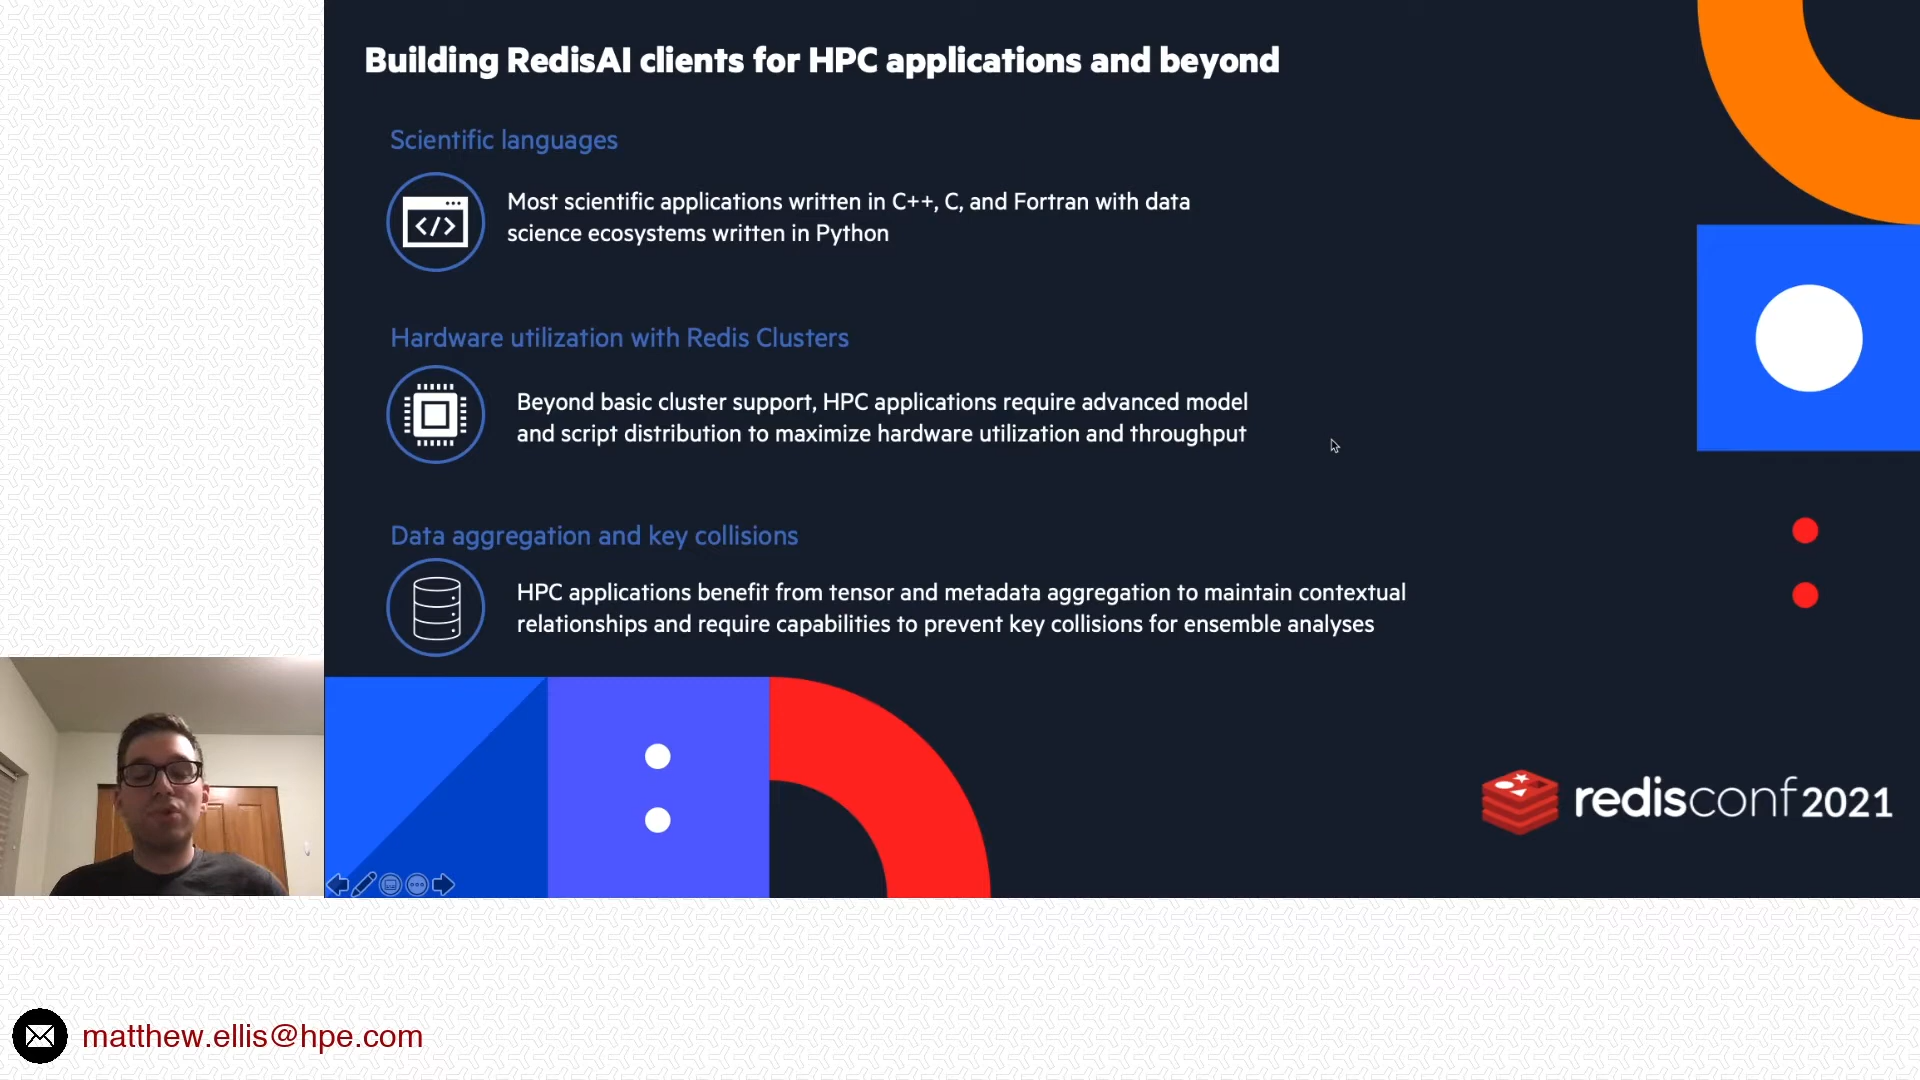 Building RedisAI clients for HPC applications and beyond
Scientific languages
</>
Most scientific applications written in C++, C, and Fortran with data
science ecosystems written in Python
Hardware utilization with Redis Clusters
Beyond basic cluster support, HPC applications require advanced model
and script distribution to maximize hardware utilization and throughput
Data aggregation and key collisions
HPC applications benefit from tensor and metadata aggregation to maintain contextual
relationships and require capabilities to prevent key collisions for ensemble analyses
redisconf 2021
matthew.ellis@hpe.com